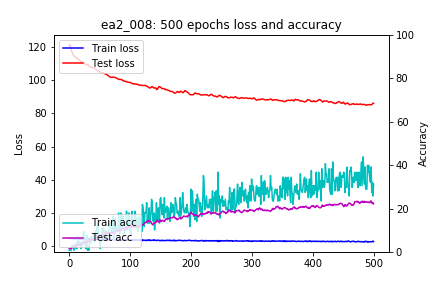 ea2_008: 500 epochs loss and accuracy
Train loss
Test loss
Train acc
Test acc
Loss
Accuracy
120
100
80
60
40
20
0
100
80
60
40
20
0
0
100
200
300
400
500